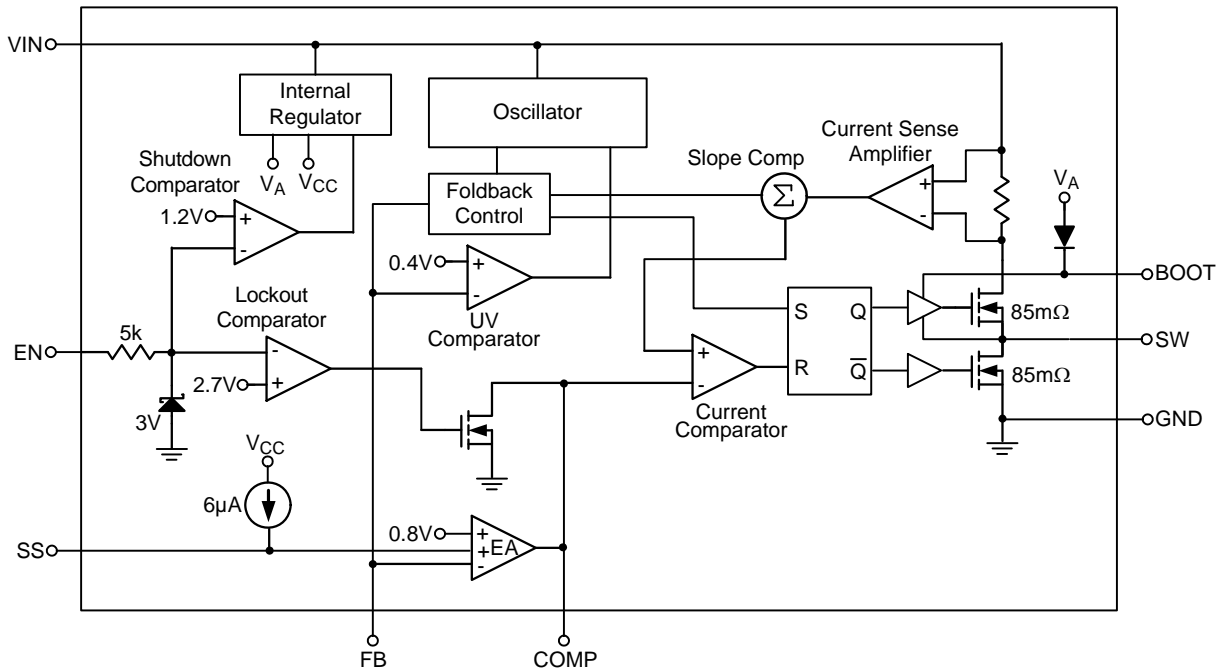 VIN
Internal
Regulator
Oscillator
Current Sense
Amplifier
Shutdown
Comparator
VA
VCC
Slope Comp
VA
Foldback
Control
Σ
+
-
1.2V
+
-
0.4V
+
-
BOOT
Lockout
Comparator
UV
Comparator
S
Q
85mΩ
5k
EN
-
+
2.7V
+
-
R
Q̅
SW
85mΩ
3V
Current
Comparator
GND
VCC
6µA
0.8V
+
+
-
EA
SS
FB
COMP